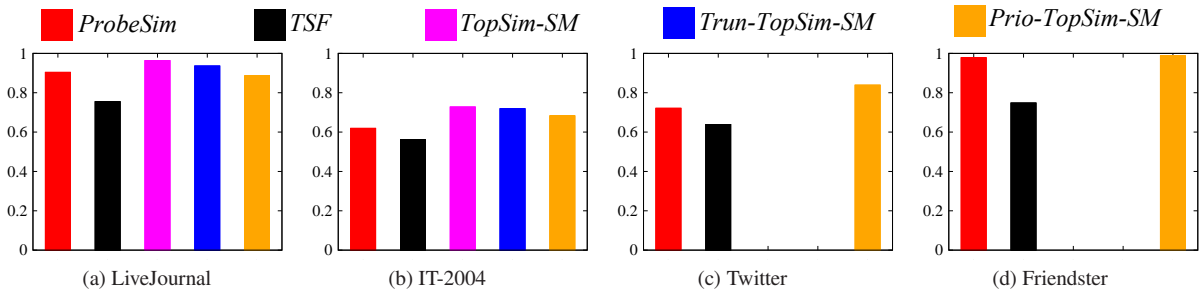 ProbeSim TSF TopSim-SM Trun-TopSim-SM Prio-TopSim-SM
1 1 1 1
0.8 0.8 0.8 0.8
0.6 0.6 0.6 0.6
0.4 0.4 0.4 0.4
0.2 0.2 0.2 0.2
0 0 0 0
(a) LiveJournal (b) IT-2004 (c) Twitter (d) Friendster